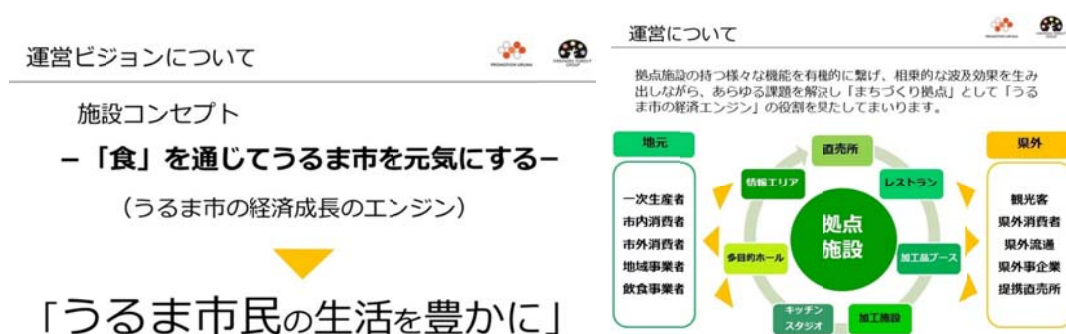 運営ビジョンについて
施設コンセプト
−「食」を通じてうるま市を元気にする−
（うるま市の経済成長のエンジン）
「うるま市民の生活を豊かに」
運営について
拠点施設の持つ様々な機能を有機的に繋げ、相乗的な波及効果を生み
出しながら、あらゆる課題を解決し「まちづくり拠点」として「うる
ま市の経済エンジン」の役割を果たしてまいります。
地元
一次生産者
市内消費者
市外消費者
地域事業者
飲食事業者
直売所
情報エリア
レストラン
拠点
施設
多目的ホール
加工品ブース
キッチン
スタジオ
加工施設
県外
観光客
県外消費者
県外流通
県外事企業
提携直売所